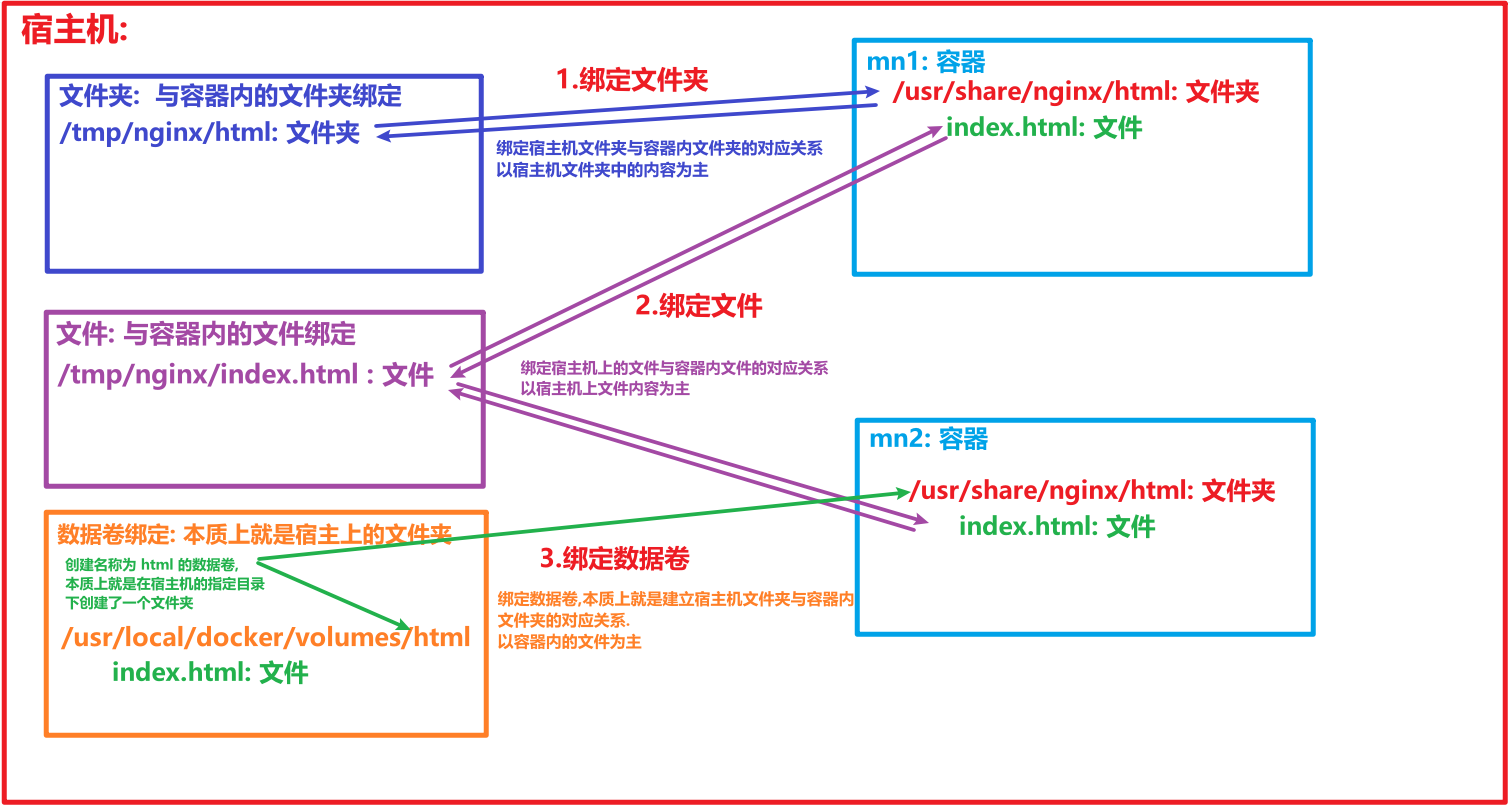 宿主机:
文件夹: 与容器内的文件夹绑定
/tmp/nginx/html: 文件夹
1.绑定文件夹
绑定宿主机文件夹与容器内文件夹的对应关系
以宿主机文件夹中的内容为主
mn1: 容器
/usr/share/nginx/html: 文件夹
index.html: 文件
文件: 与容器内的文件绑定
/tmp/nginx/index.html : 文件
2.绑定文件
绑定宿主机上的文件与容器内文件的对应关系
以宿主机上文件内容为主
mn2: 容器
/usr/share/nginx/html: 文件夹
index.html: 文件
数据卷绑定: 本质上就是宿主上的文件夹
创建名称为 html 的数据卷,
本质上就是在宿主机的指定目录
下创建了一个文件夹
/usr/local/docker/volumes/html
index.html: 文件
3.绑定数据卷
绑定数据卷,本质上就是建立宿主机文件夹与容器内
文件夹的对应关系.
以容器内的文件为主